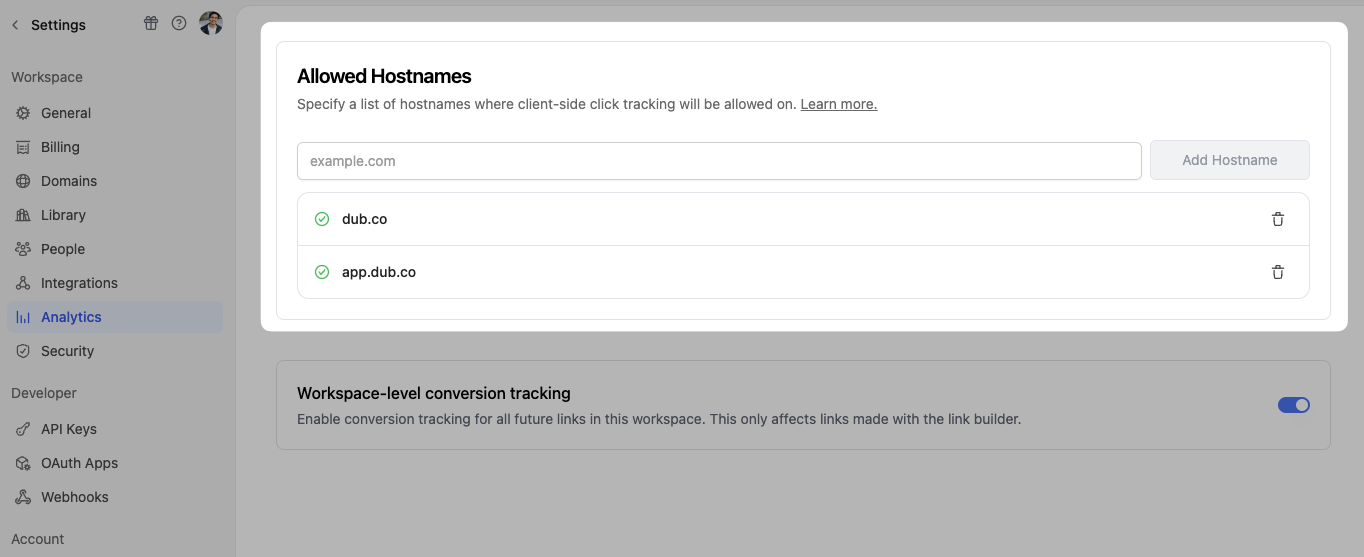 Settings
Workspace
General
Billing
Domains
Library
People
Integrations
Analytics
Security
Developer
API Keys
OAuth Apps
Webhooks
Account
Allowed Hostnames
Specify a list of hostnames where client-side click tracking will be allowed on. Learn more.
example.com
Add Hostname
dub.co
app.dub.co
Workspace-level conversion tracking
Enable conversion tracking for all future links in this workspace. This only affects links made with the link builder.